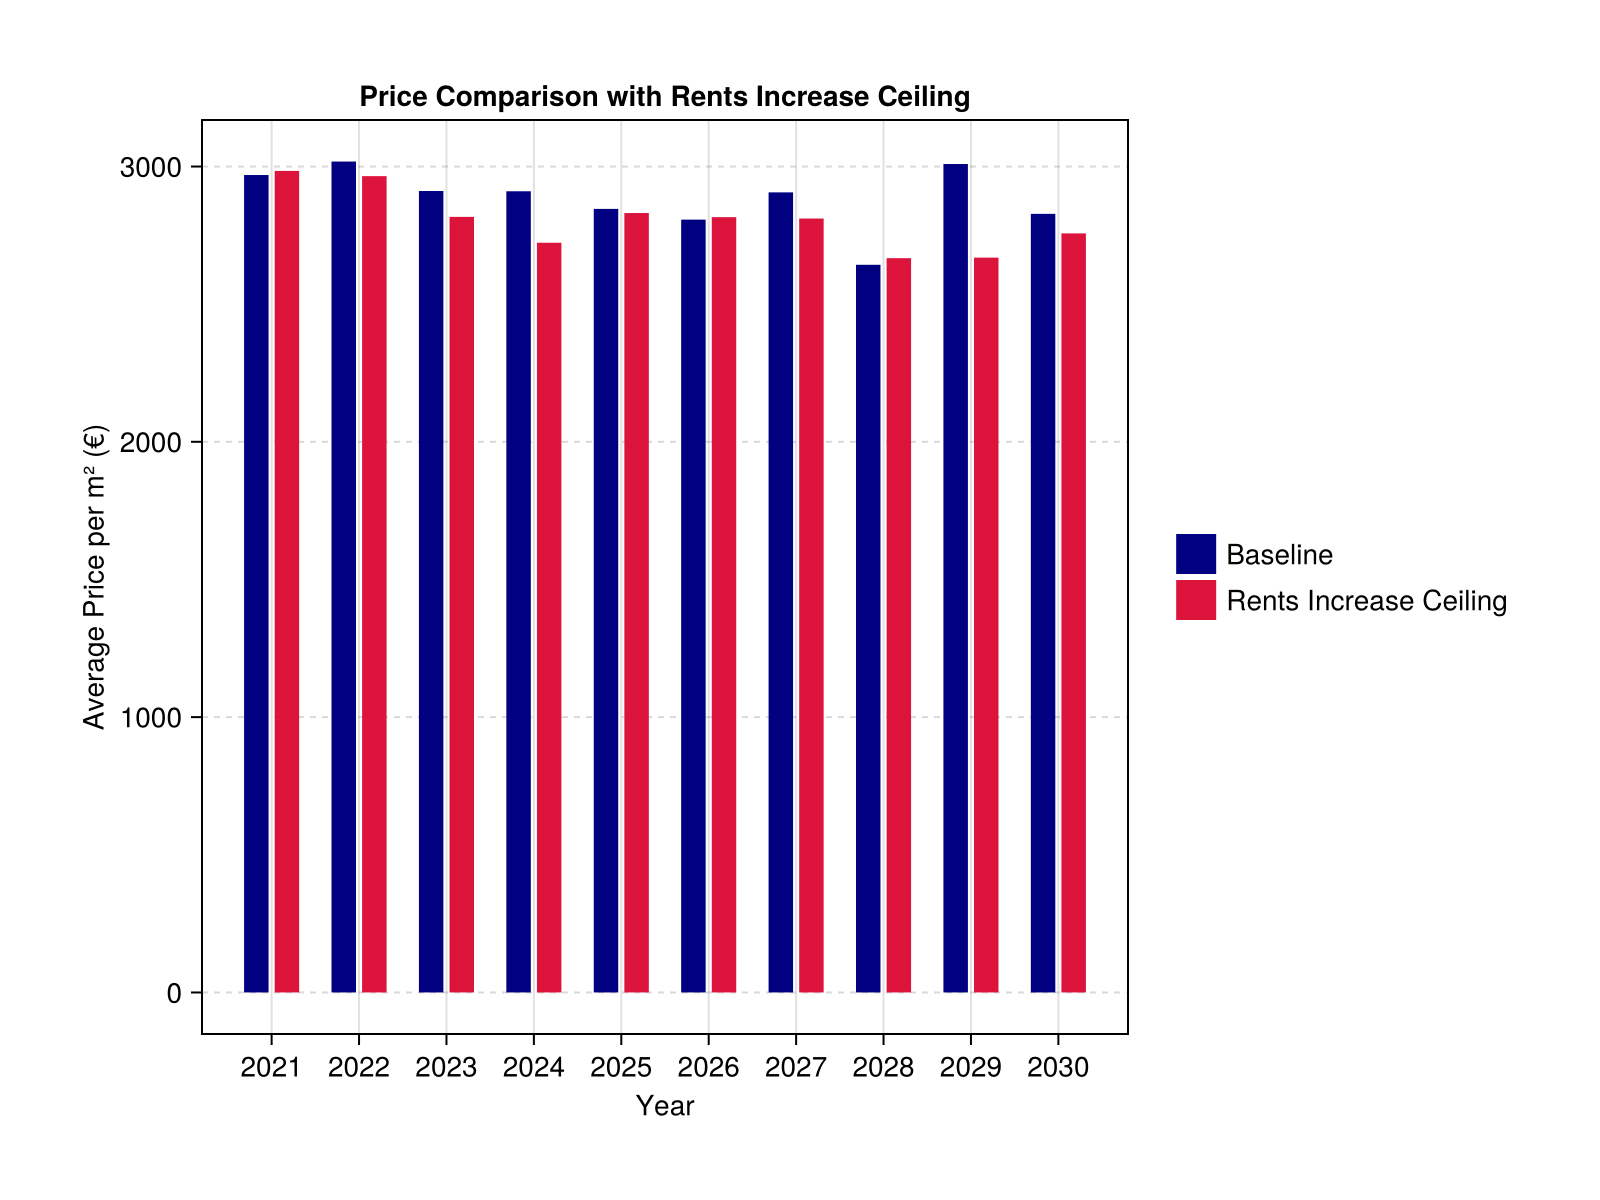 Price Comparison with Rents Increase Ceiling
3000
2000
1000
0
Average Price per m² (€)
2021 2022 2023 2024 2025 2026 2027 2028 2029 2030
Year
Baseline
Rents Increase Ceiling